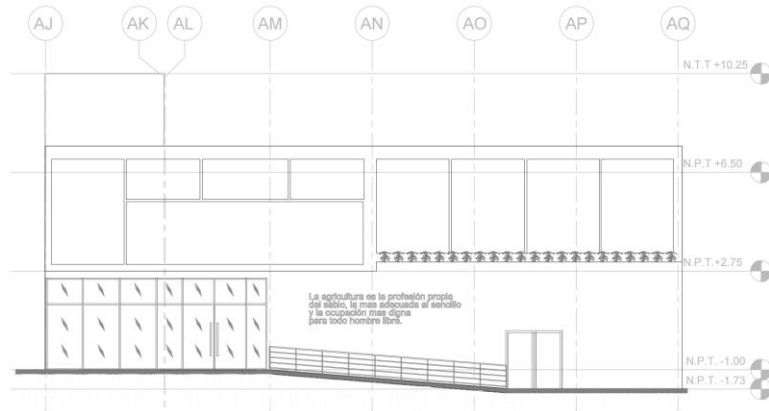 AJ AK AL AM AN AO AP AQ
N.T.T +10.25
N.P.T +6.50
N.P.T.+2.75
La agricultura es la profesión propia
del sabio, la mas adecuada al sencillo
y la ocupación mas digna
para todo hombre libre.
N.P.T. -1.00
N.P.T. -1.73